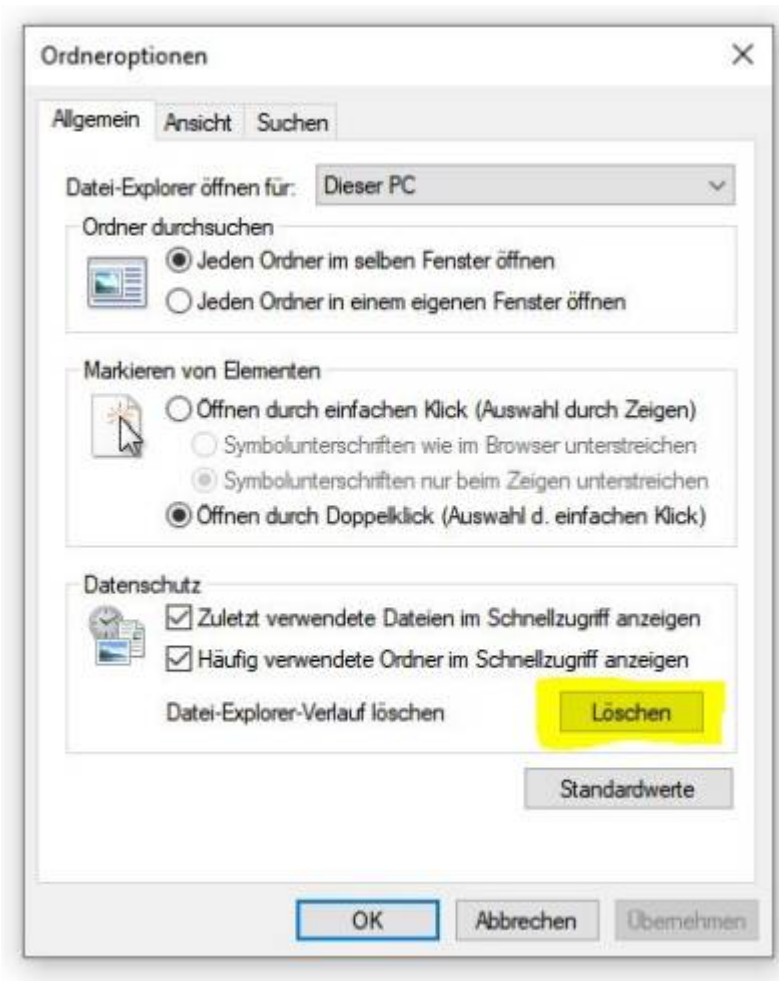 Ordneroptionen
Allgemein Ansicht Suchen
Datei-Explorer öffnen für: Dieser PC
Ordner durchsuchen
Jeden Ordner im selben Fenster öffnen
Jeden Ordner in einem eigenen Fenster öffnen
Markieren von Elementen
Öffnen durch einfachen Klick (Auswahl durch Zeigen)
Symbolunterschriften wie im Browser unterstreichen
Symbolunterschriften nur beim Zeigen unterstreichen
Öffnen durch Doppelklick (Auswahl d. einfachen Klick)
Datenschutz
Zuletzt verwendete Dateien im Schnellzugriff anzeigen
Häufig verwendete Ordner im Schnellzugriff anzeigen
Datei-Explorer-Verlauf löschen Löschen
Standardwerte
OK Abbrechen Übernehmen